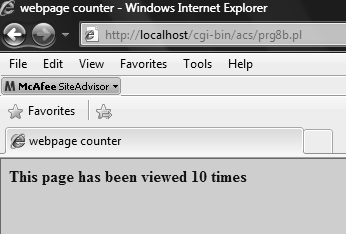 webpage counter - Windows Internet Explorer
http://localhost/cgi-bin/acs/prg8b.pl
File Edit View Favorites Tools Help
McAfee SiteAdvisor
Favorites
webpage counter
This page has been viewed 10 times